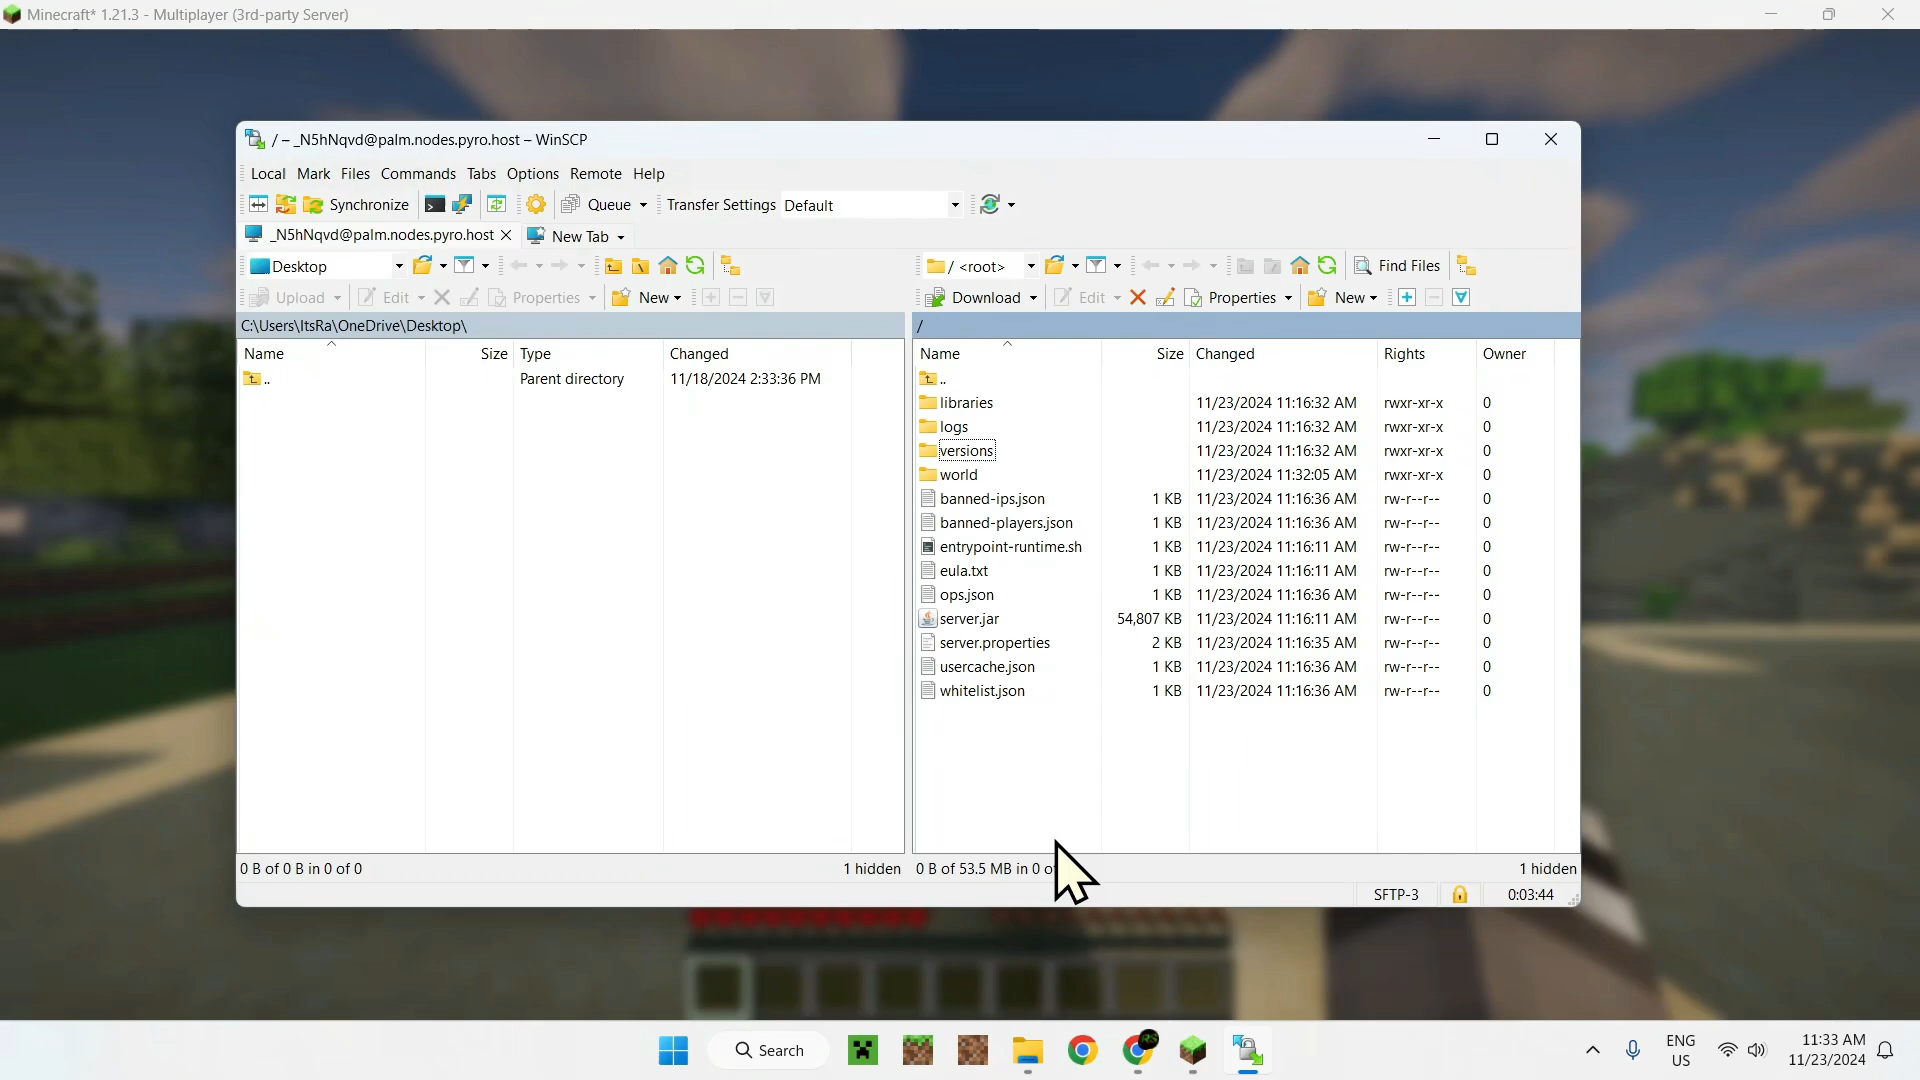 Minecraft* 1.21.3 - Multiplayer (3rd-party Server)
/ – _N5hNqvd@palm.nodes.pyro.host – WinSCP
Local Mark Files Commands Tabs Options Remote Help
Synchronize Queue Transfer Settings Default
_N5hNqvd@palm.nodes.pyro.host New Tab
Desktop
Upload Edit Properties New
C:\Users\ItsRa\OneDrive\Desktop\
Name Size Type Changed
.. Parent directory 11/18/2024 2:33:36 PM
0 B of 0 B in 0 of 0 1 hidden
/ <root> Find Files
Download Edit Properties New
/
Name Size Changed Rights Owner
..
libraries 11/23/2024 11:16:32 AM rwxr-xr-x 0
logs 11/23/2024 11:16:32 AM rwxr-xr-x 0
versions 11/23/2024 11:16:32 AM rwxr-xr-x 0
world 11/23/2024 11:32:05 AM rwxr-xr-x 0
banned-ips.json 1 KB 11/23/2024 11:16:36 AM rw-r--r-- 0
banned-players.json 1 KB 11/23/2024 11:16:36 AM rw-r--r-- 0
entrypoint-runtime.sh 1 KB 11/23/2024 11:16:11 AM rw-r--r-- 0
eula.txt 1 KB 11/23/2024 11:16:11 AM rw-r--r-- 0
ops.json 1 KB 11/23/2024 11:16:36 AM rw-r--r-- 0
server.jar 54,807 KB 11/23/2024 11:16:11 AM rw-r--r-- 0
server.properties 2 KB 11/23/2024 11:16:35 AM rw-r--r-- 0
usercache.json 1 KB 11/23/2024 11:16:36 AM rw-r--r-- 0
whitelist.json 1 KB 11/23/2024 11:16:36 AM rw-r--r-- 0
0 B of 53.5 MB in 0 1 hidden
SFTP-3 0:03:44
Search RS ENG
US
11:33 AM
11/23/2024